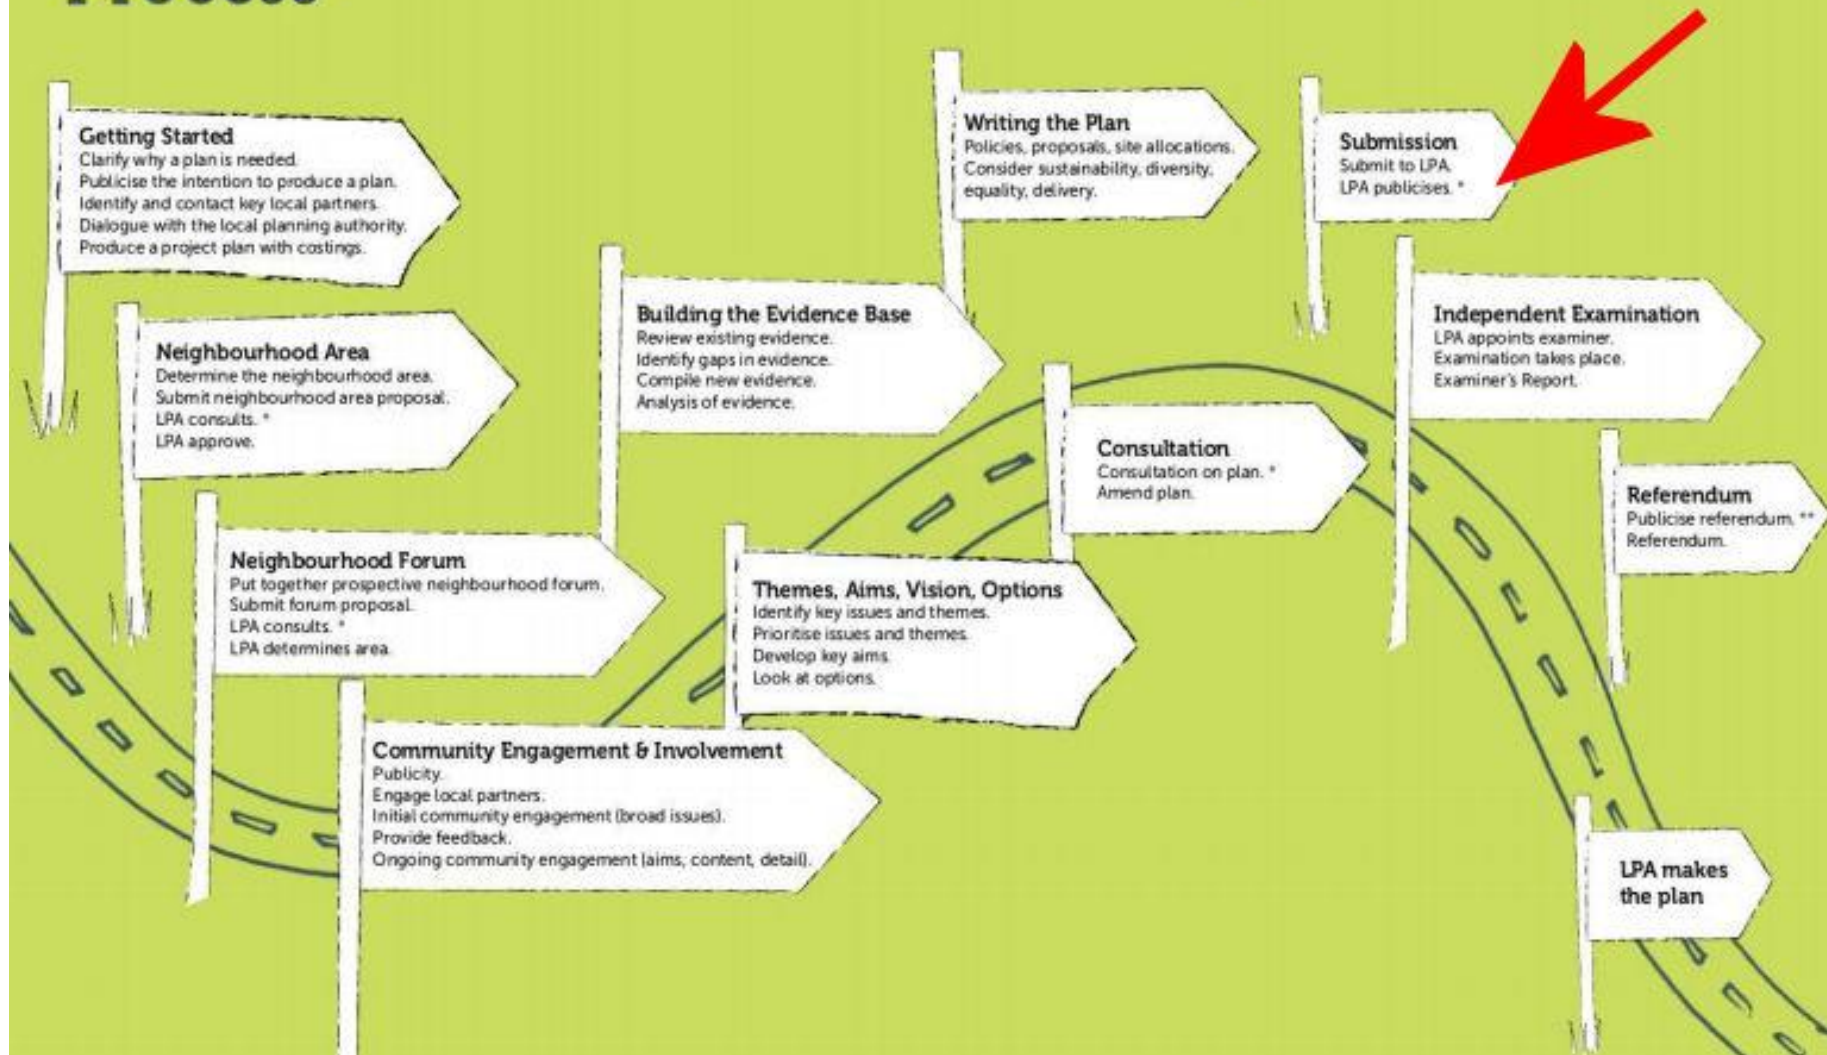 Getting Started
Clarify why a plan is needed.
Publicise the intention to produce a plan.
Identify and contact key local partners.
Dialogue with the local planning authority.
Produce a project plan with costings.
Neighbourhood Area
Determine the neighbourhood area.
Submit neighbourhood area proposal.
LPA consults. *
LPA approve.
Neighbourhood Forum
Put together prospective neighbourhood forum.
Submit forum proposal.
LPA consults. *
LPA determines area.
Community Engagement & Involvement
Publicity.
Engage local partners.
Initial community engagement (broad issues).
Provide feedback.
Ongoing community engagement (aims, content, detail).
Building the Evidence Base
Review existing evidence.
Identify gaps in evidence.
Compile new evidence.
Analysis of evidence.
Themes, Aims, Vision, Options
Identify key issues and themes.
Prioritise issues and themes.
Develop key aims.
Look at options.
Writing the Plan
Policies, proposals, site allocations.
Consider sustainability, diversity,
equality, delivery.
Consultation
Consultation on plan. *
Amend plan.
Submission
Submit to LPA.
LPA publicises. *
Independent Examination
LPA appoints examiner.
Examination takes place.
Examiner's Report.
Referendum
Publicise referendum. **
Referendum.
LPA makes
the plan